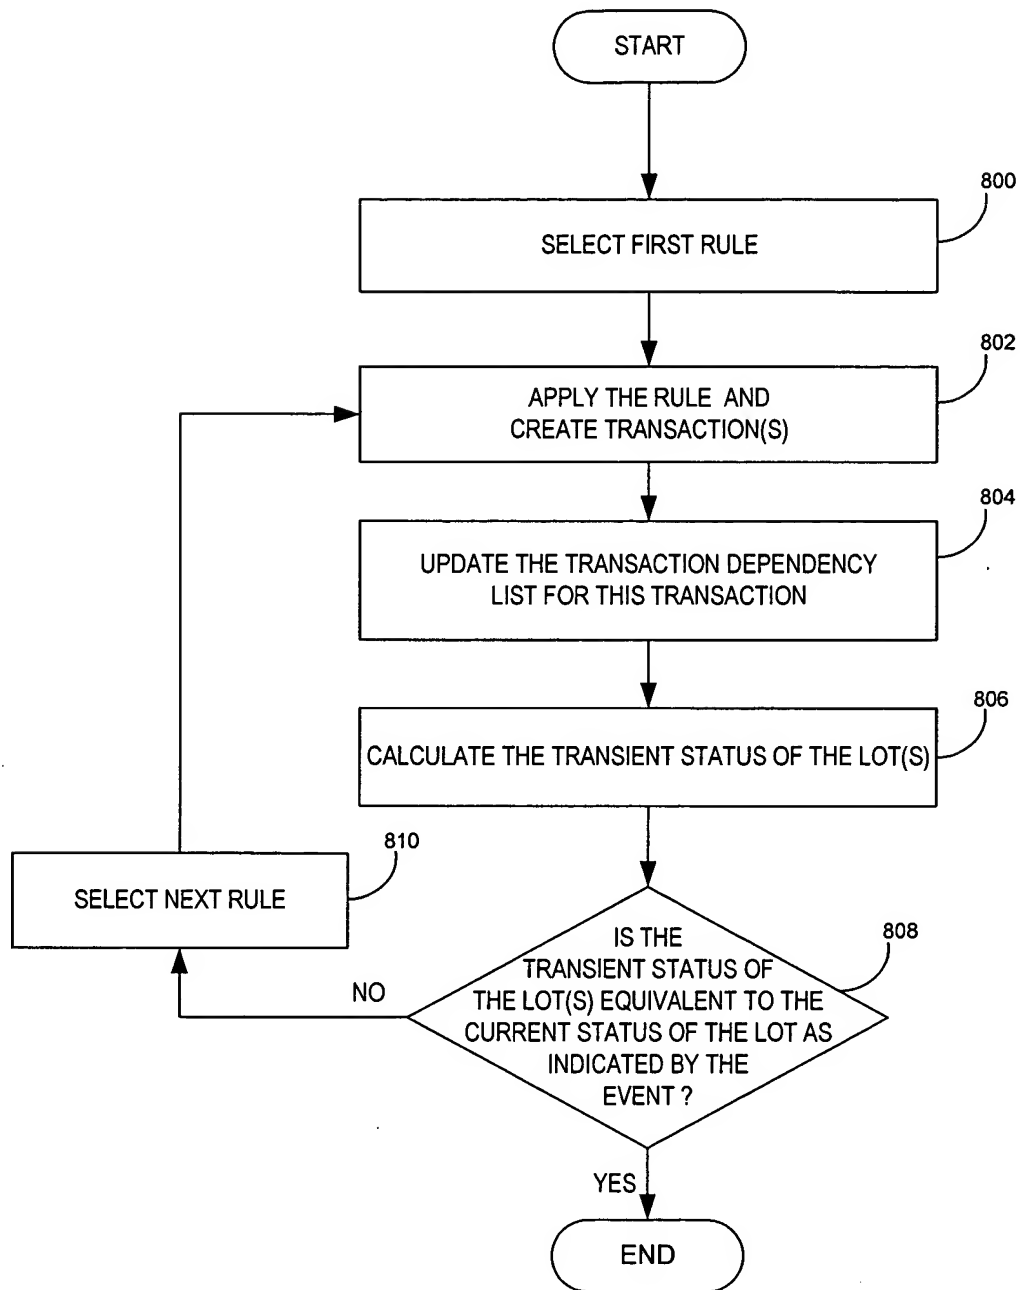 START
800
SELECT FIRST RULE
802
APPLY THE RULE AND
CREATE TRANSACTION(S)
804
UPDATE THE TRANSACTION DEPENDENCY
LIST FOR THIS TRANSACTION
806
CALCULATE THE TRANSIENT STATUS OF THE LOT(S)
810
SELECT NEXT RULE
808
IS THE
TRANSIENT STATUS OF
THE LOT(S) EQUIVALENT TO THE
CURRENT STATUS OF THE LOT AS
INDICATED BY THE
EVENT ?
NO
YES
END